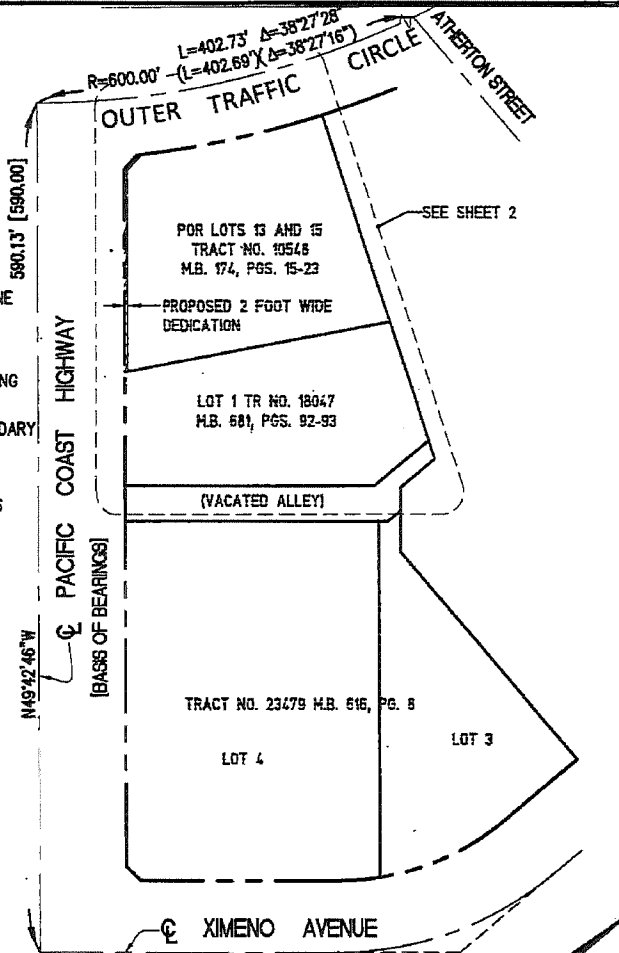 L=402.73' Δ=38°27'28"
R=600.00' (L=402.69')(Δ=38°27'16")
OUTER TRAFFIC CIRCLE
ATHERTON STREET
590.13' [590.00]
SEE SHEET 2
POR LOTS 13 AND 15
TRACT NO. 10548
M.B. 174, PGS. 15-23
NE
PROPOSED 2 FOOT WIDE
DEDICATION
NG
LOT 1 TR NO. 18047
M.B. 681, PGS. 92-93
DARY
S
(VACATED ALLEY)
℄ PACIFIC COAST HIGHWAY
[BASIS OF BEARINGS]
N49°42'46"W
TRACT NO. 23479 M.B. 616, PG. 8
LOT 4
LOT 3
℄ XIMENO AVENUE